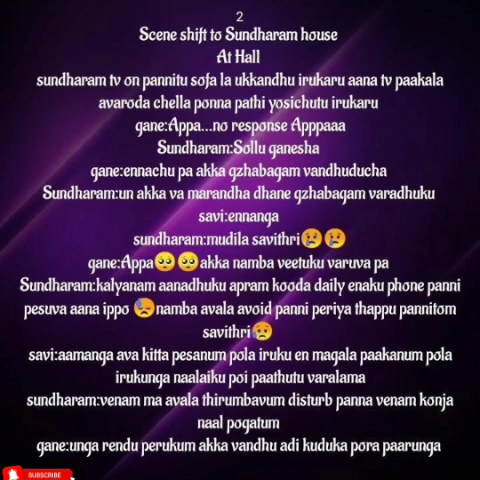 2
Scene shift to Sundharam house
At Hall
sundharam tv on pannitu sofa la ukkandhu irukaru aana tv paakala
avaroda chella ponna pathi yosichutu irukaru
gane:Appa...no response Apppaaa
Sundharam:Sollu ganesha
gane:ennachu pa akka gzhabagam vandhuducha
Sundharam:un akka va marandha dhane gzhabagam varadhuku
savi:ennanga
sundharam:mudila savithri😢😢
gane:Appa🥺🥺akka namba veetuku varuva pa
Sundharam:kalyanam aanadhuku apram kooda daily enaku phone panni
pesuva aana ippo 😓namba avala avoid panni periya thappu pannitom
savithri😥
savi:aamanga ava kitta pesanum pola iruku en magala paakanum pola
irukunga naalaiku poi paathutu varalama
sundharam:venam ma avala thirumbavum disturb panna venam konja
naal pogatum
gane:unga rendu perukum akka vandhu adi kuduka pora paarunga
SUBSCRIBE